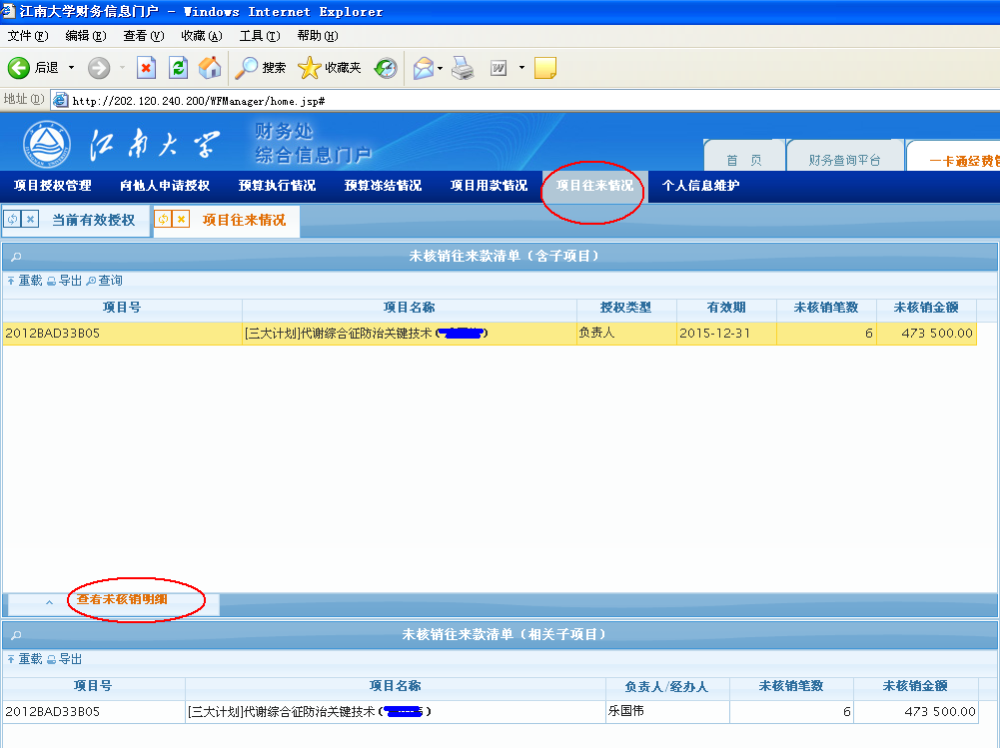 江南大学财务信息门户 - Windows Internet Explorer
文件(F) 编辑(E) 查看(V) 收藏(A) 工具(T) 帮助(H)
后退 搜索 收藏夹
地址(D) http://202.120.240.200/WFManager/home.jsp#
江南大学 财务处
综合信息门户
首 页 财务查询平台 一卡通经费管
项目授权管理 向他人申请授权 预算执行情况 预算冻结情况 项目用款情况 项目往来情况 个人信息维护
当前有效授权 项目往来情况
未核销往来款清单（含子项目）
重载 导出 查询
项目号 项目名称 授权类型 有效期 未核销笔数 未核销金额
2012BAD33B05 [三大计划]代谢综合征防治关键技术( ) 负责人 2015-12-31 6 473 500.00
查看未核销明细
未核销往来款清单（相关子项目）
重载 导出
项目号 项目名称 负责人/经办人 未核销笔数 未核销金额
2012BAD33B05 [三大计划]代谢综合征防治关键技术( ) 乐国伟 6 473 500.00